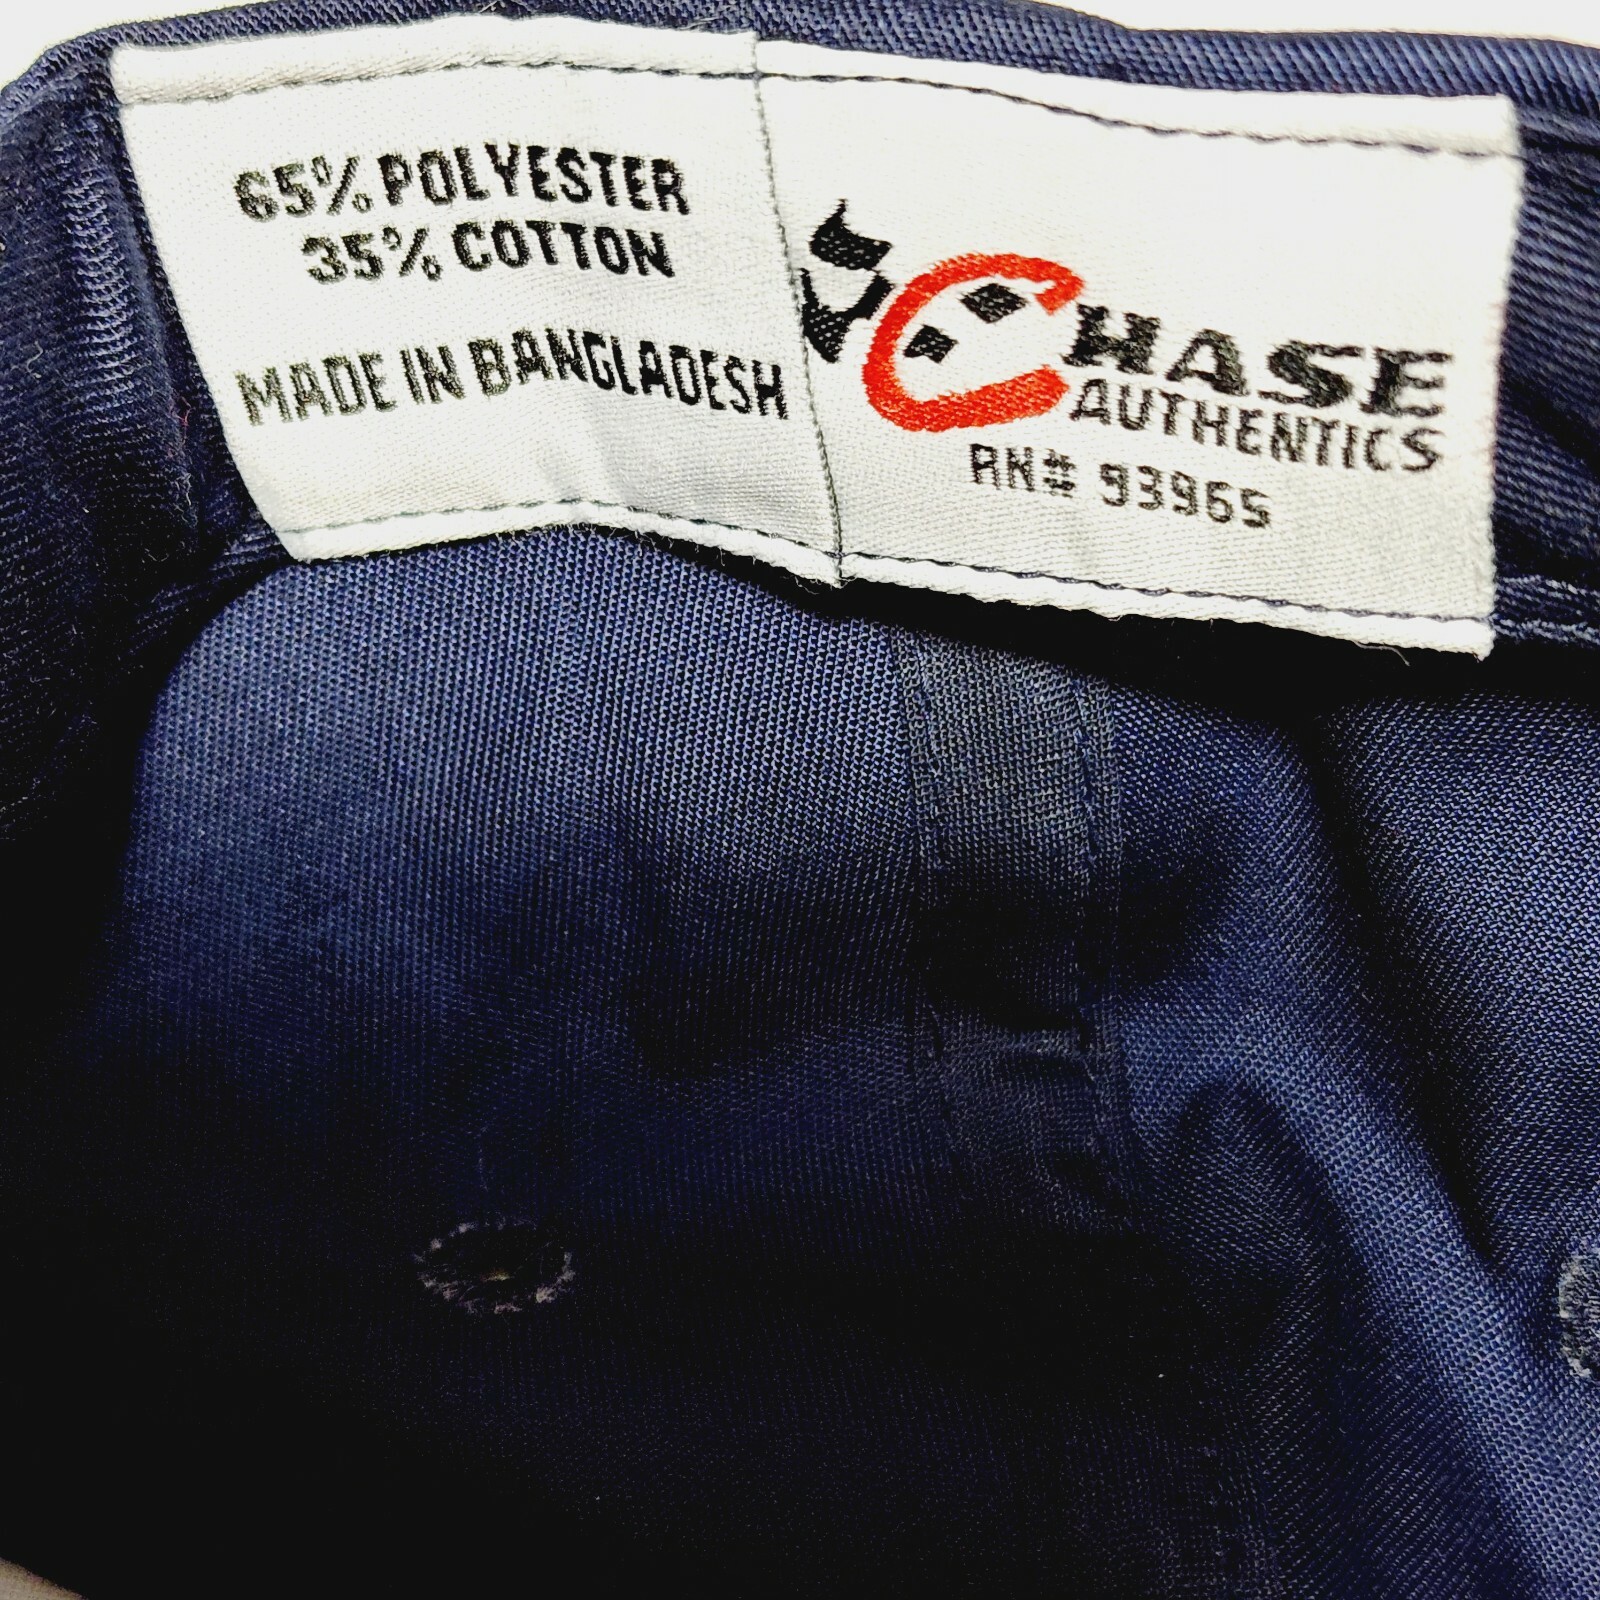 65% POLYESTER
35% COTTON
MADE IN BANGLADESH
CHASE
AUTHENTICS
RN# 93965